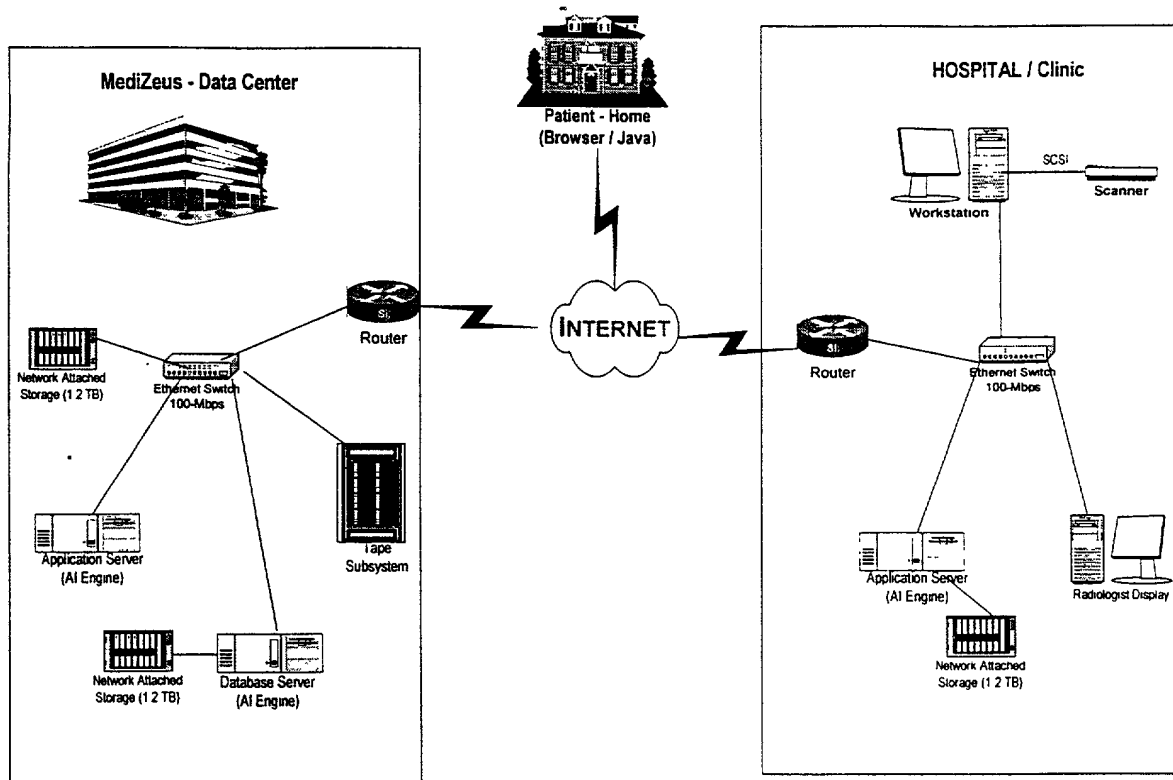 MediZeus - Data Center
Patient - Home
(Browser / Java)
HOSPITAL / Clinic
SCSI
Workstation
Scanner
INTERNET
Si
Router
Si
Router
Network Attached
Storage (1 2 TB)
Ethernet Switch
100-Mbps
Ethernet Switch
100-Mbps
Tape
Subsystem
Application Server
(AI Engine)
Application Server
(AI Engine)
Radiologist Display
Network Attached
Storage (1 2 TB)
Database Server
(AI Engine)
Network Attached
Storage (1 2 TB)